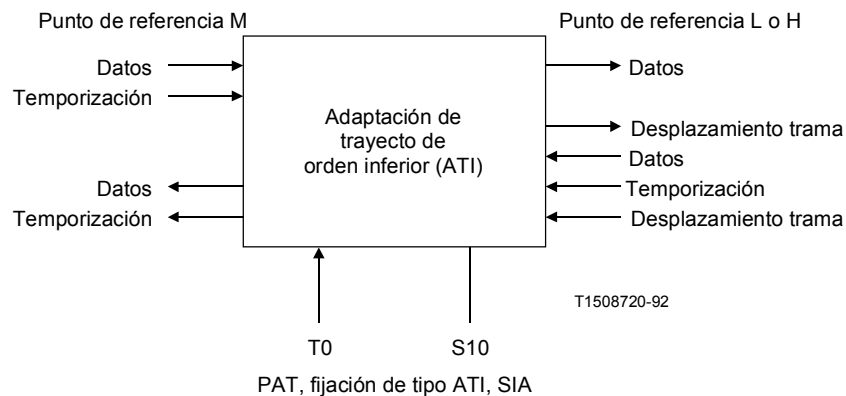 Punto de referencia M
Punto de referencia L o H
Datos
Temporización
Datos
Temporización
Adaptación de
trayecto de
orden inferior (ATI)
Datos
Desplazamiento trama
Datos
Temporización
Desplazamiento trama
T1508720-92
T0
S10
PAT, fijación de tipo ATI, SIA